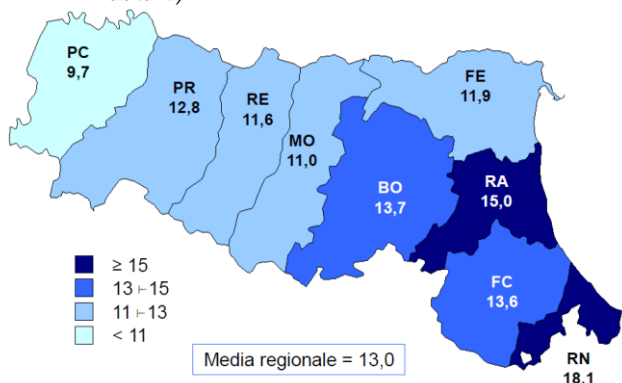 PC
9,7
PR
12,8
RE
11,6
MO
11,0
FE
11,9
BO
13,7
RA
15,0
FC
13,6
RN
18,1
≥ 15
13 ⊢ 15
11 ⊢ 13
< 11
Media regionale = 13,0